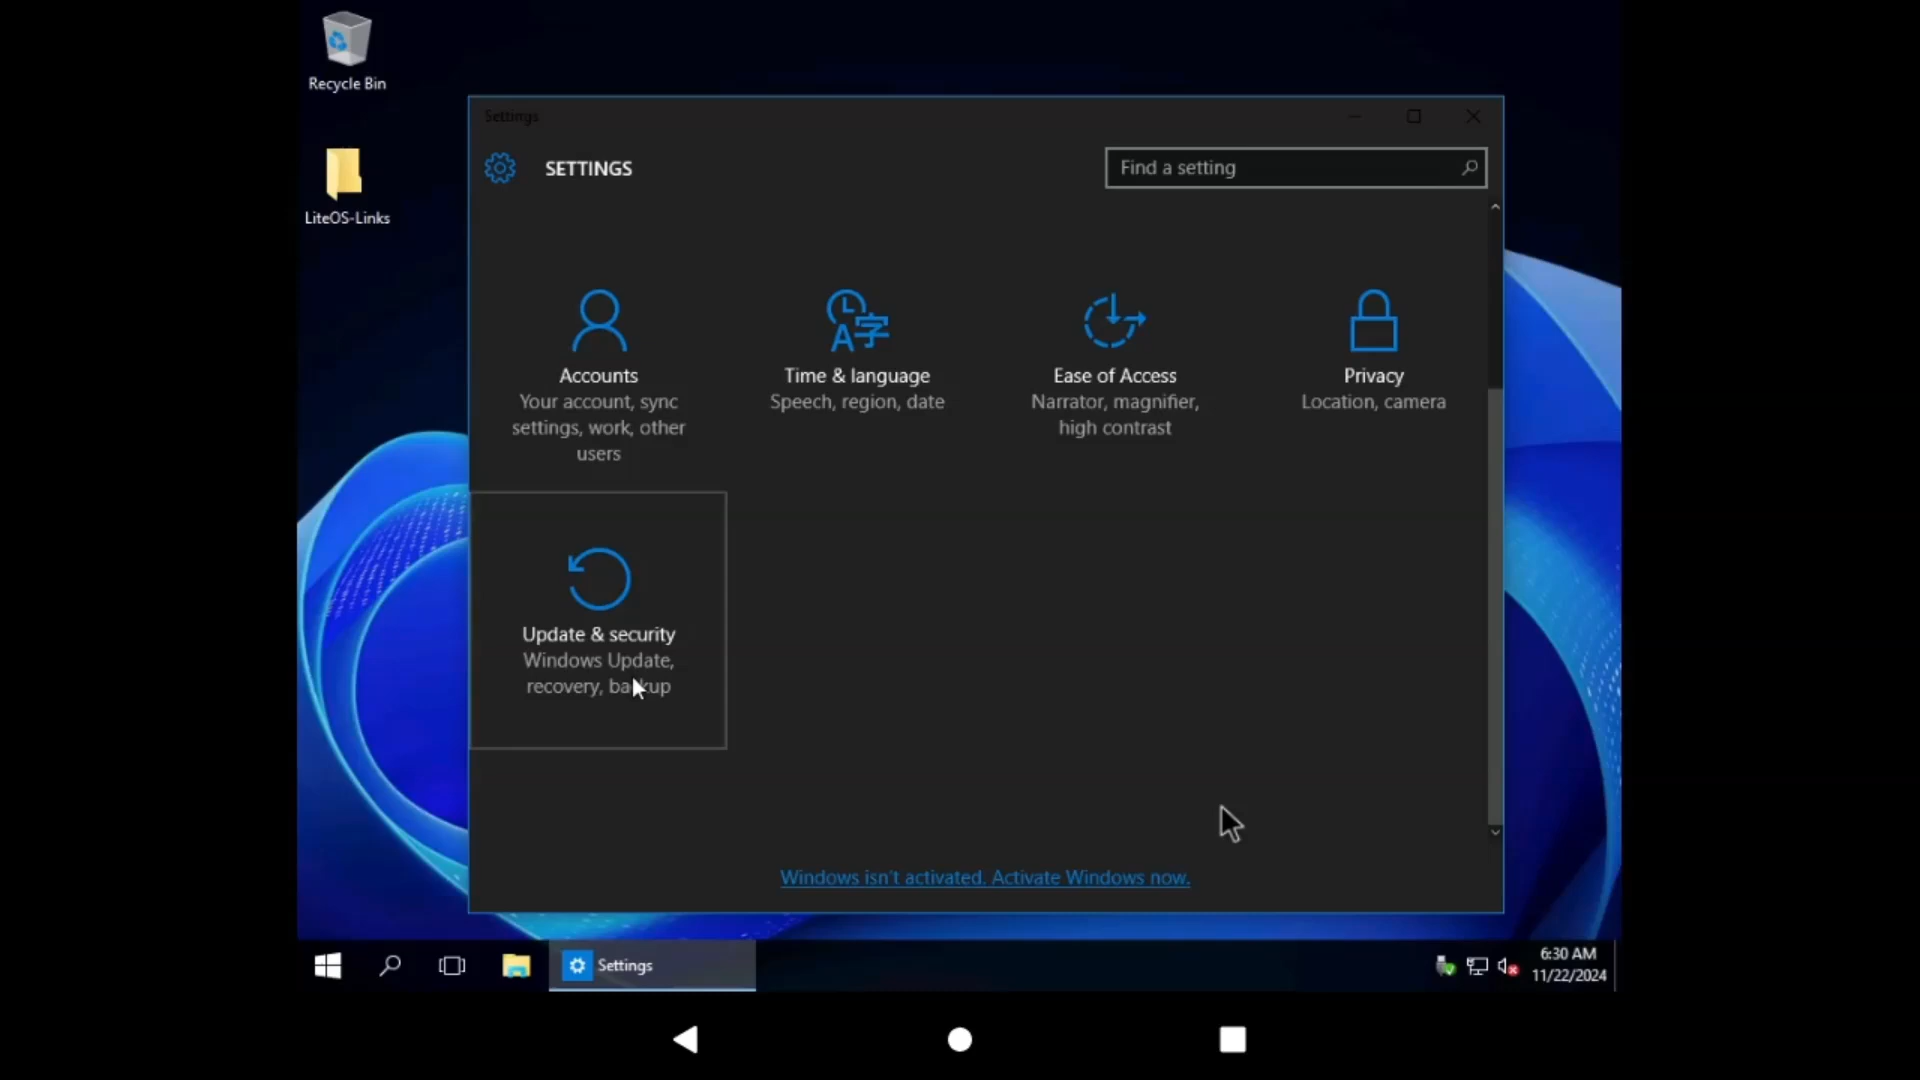 Recycle Bin
LiteOS-Links
Settings
SETTINGS
Find a setting
Accounts
Your account, sync
settings, work, other
users
Time & language
Speech, region, date
Ease of Access
Narrator, magnifier,
high contrast
Privacy
Location, camera
Update & security
Windows Update,
recovery, backup
Windows isn't activated. Activate Windows now.
Settings
6:30 AM
11/22/2024